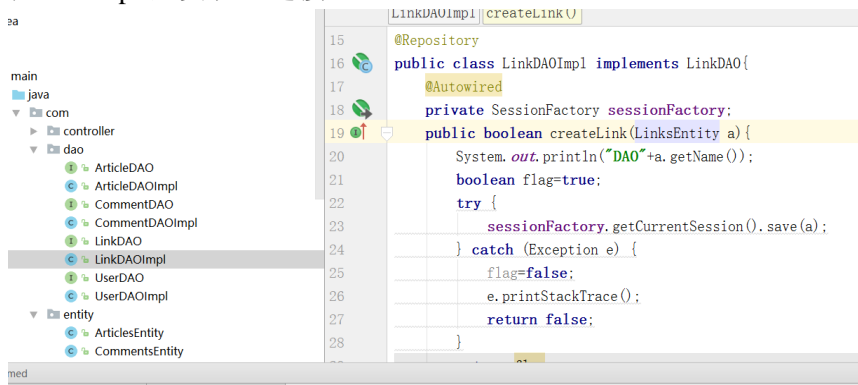 ea
main
java
com
controller
dao
ArticleDAO
ArticleDAOImpl
CommentDAO
CommentDAOImpl
LinkDAO
LinkDAOImpl
UserDAO
UserDAOImpl
entity
ArticlesEntity
CommentsEntity
med
LinkDAOImpl createLink()
15 @Repository
16 public class LinkDAOImpl implements LinkDAO{
17 @Autowired
18 private SessionFactory sessionFactory;
19 public boolean createLink(LinksEntity a){
20 System.out.println("DAO"+a.getName());
21 boolean flag=true;
22 try {
23 sessionFactory.getCurrentSession().save(a);
24 } catch (Exception e) {
25 flag=false;
26 e.printStackTrace();
27 return false;
28 }